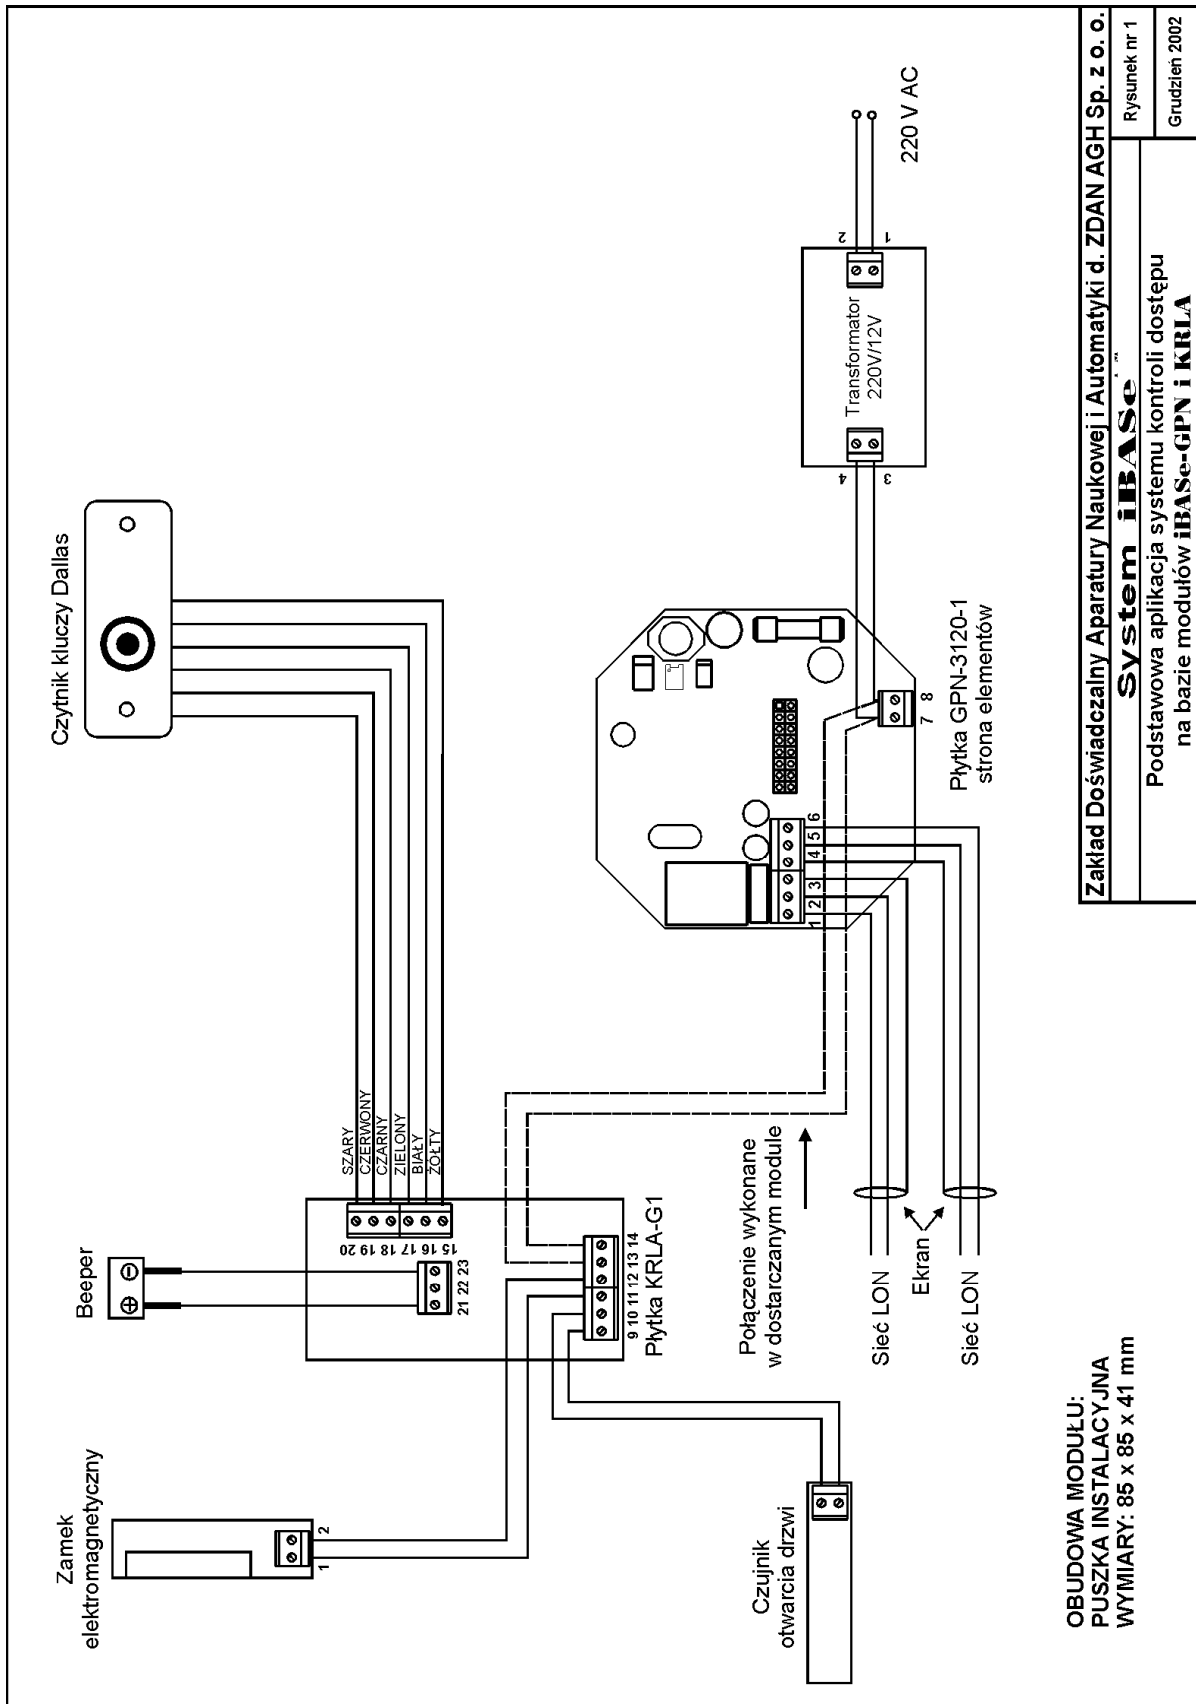 Zamek
elektromagnetyczny
1
2
Beeper
+
−
21 22 23
15 16 17 18 19 20
SZARY
CZERWONY
CZARNY
ZIELONY
BIAŁY
ŻÓŁTY
Czytnik kluczy Dallas
9 10 11 12 13 14
Płytka KRLA-G1
Czujnik
otwarcia drzwi
Połączenie wykonane
w dostarczanym module
Sieć LON
Ekran
Sieć LON
1
2
3
4
5
6
7
8
Płytka GPN-3120-1
strona elementów
4
3
Transformator
220V/12V
2
1
220 V AC
OBUDOWA MODUŁU:
PUSZKA INSTALACYJNA
WYMIARY: 85 x 85 x 41 mm
Zakład Doświadczalny Aparatury Naukowej i Automatyki d. ZDAN AGH Sp. z o. o.
System iBASe
Rysunek nr 1
Podstawowa aplikacja systemu kontroli dostępu
na bazie modułów iBASe-GPN i KRLA
Grudzień 2002